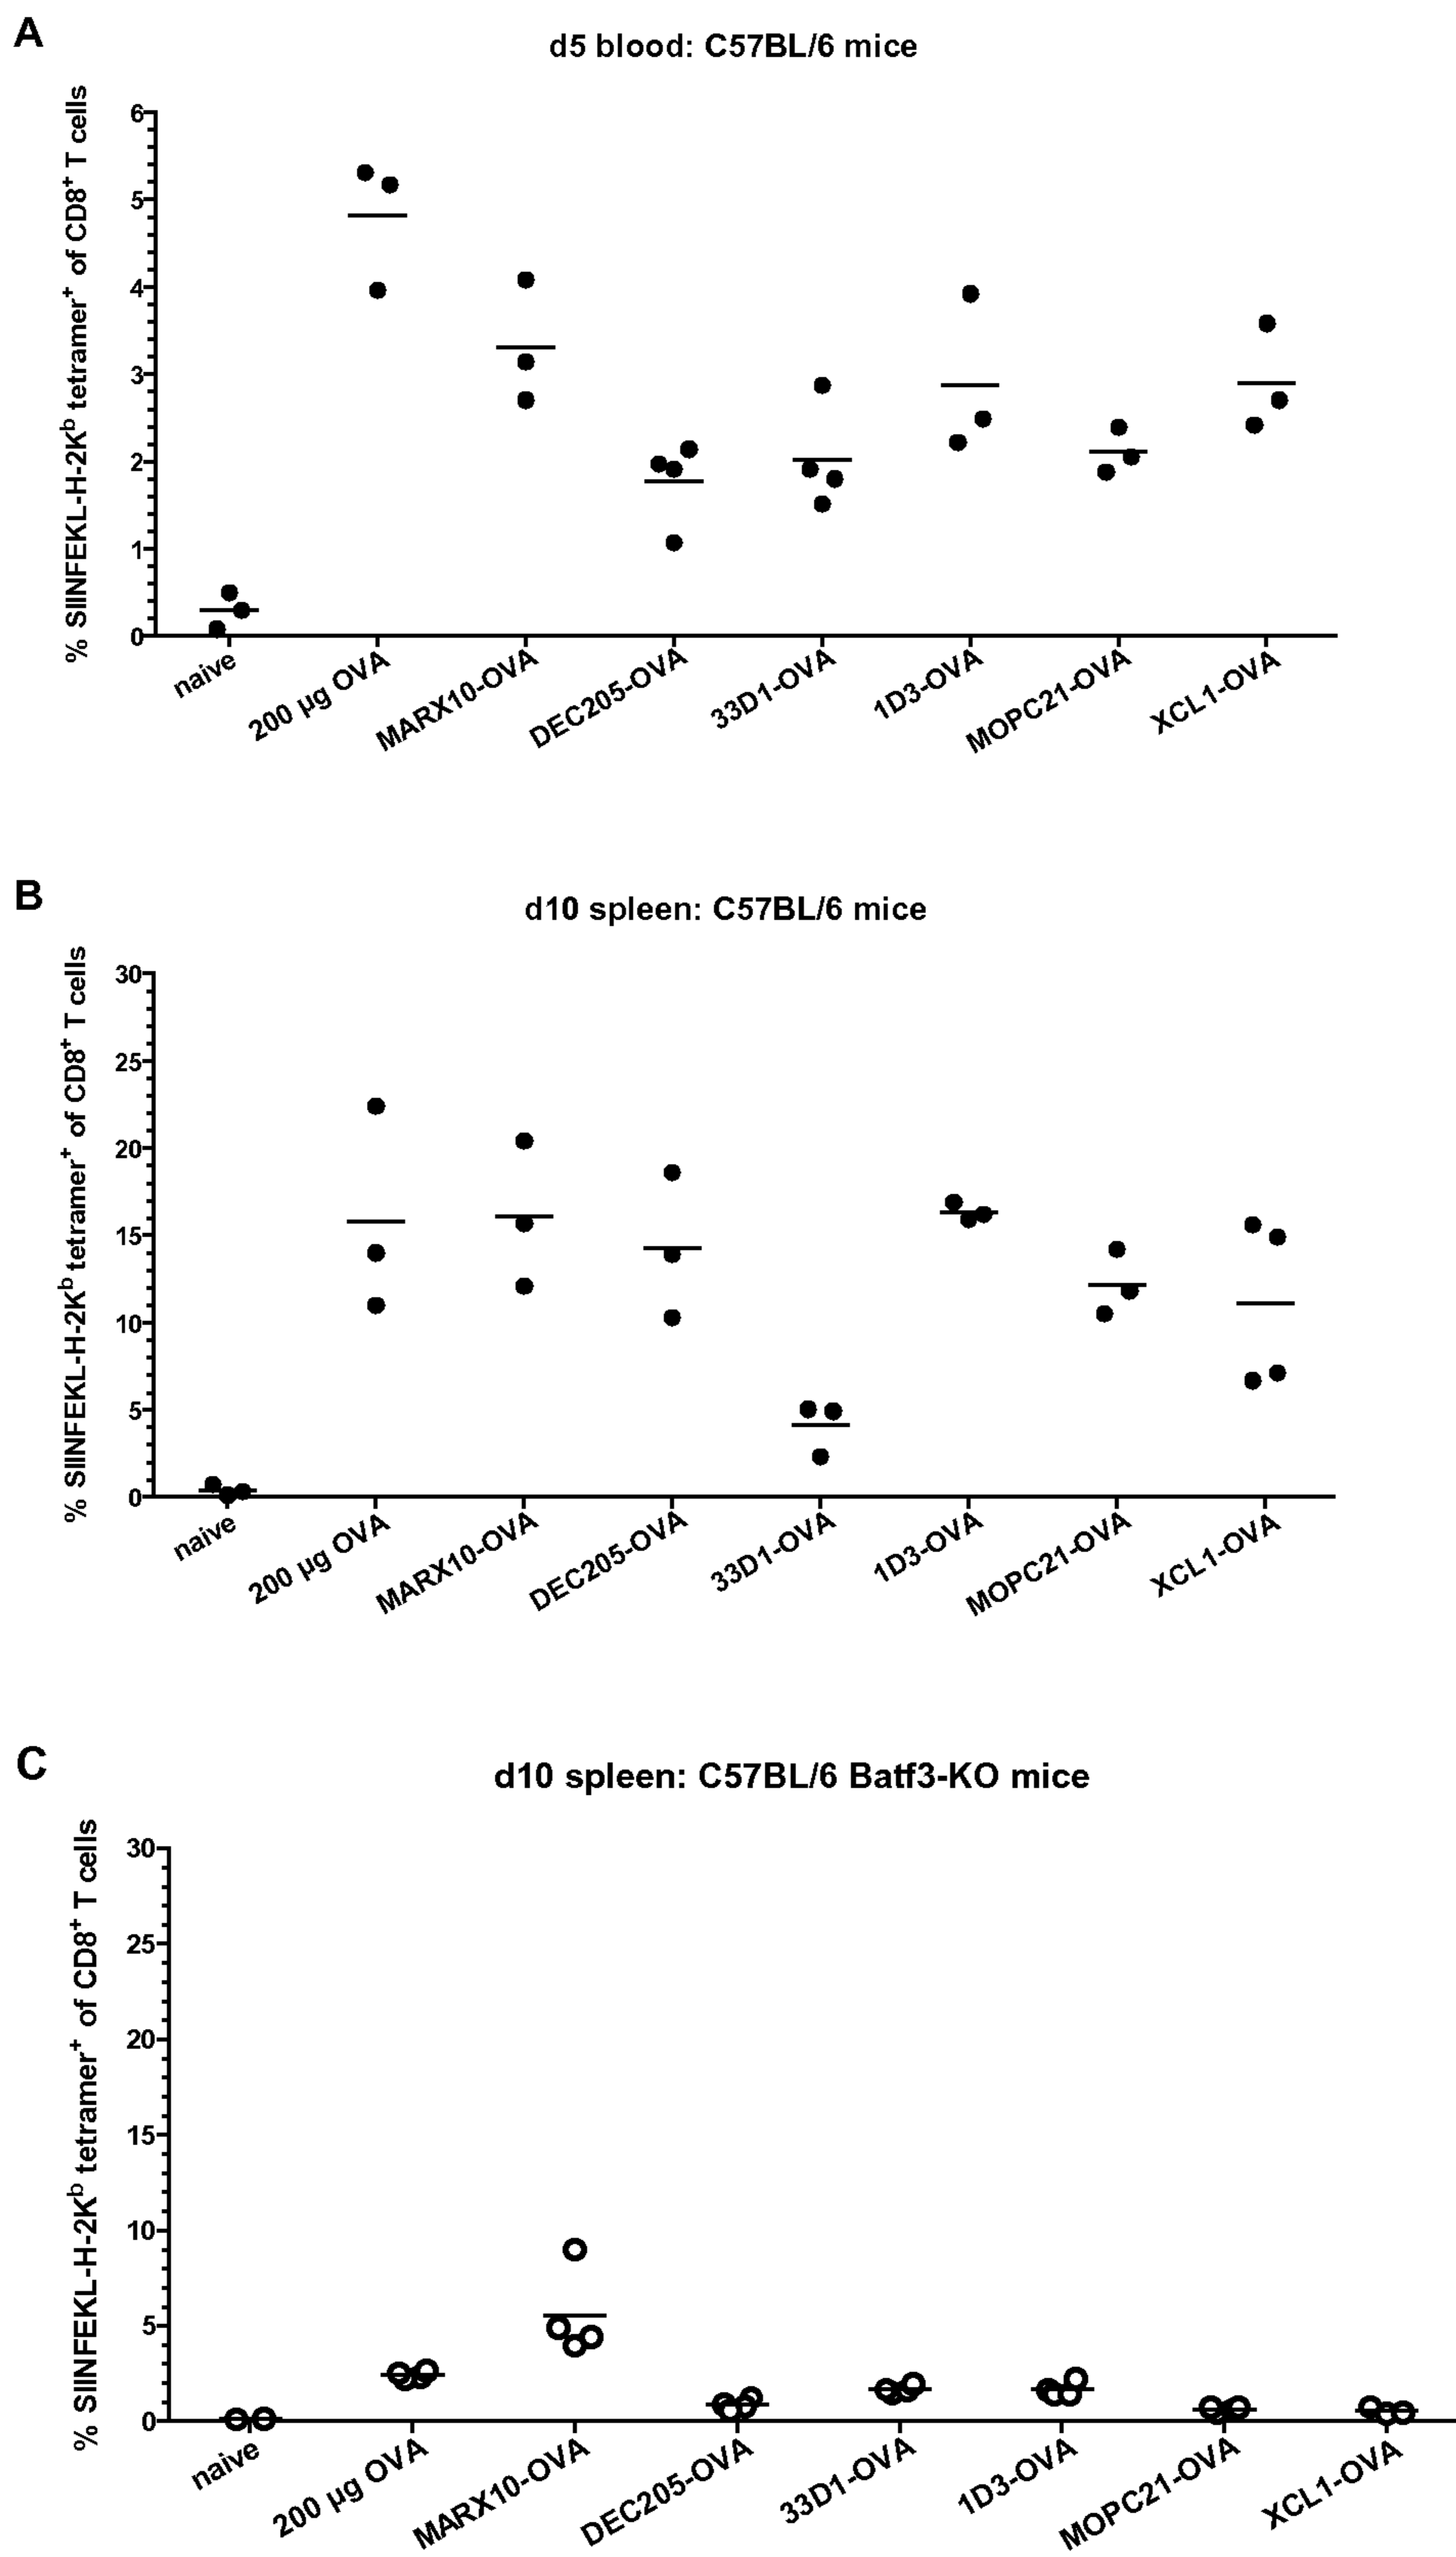 A
d5 blood: C57BL/6 mice
% SIINFEKL-H-2Kᵇ tetramer⁺ of CD8⁺ T cells
6
5
4
3
2
1
0
naive
200 µg OVA
MARX10-OVA
DEC205-OVA
33D1-OVA
1D3-OVA
MOPC21-OVA
XCL1-OVA
B
d10 spleen: C57BL/6 mice
% SIINFEKL-H-2Kᵇ tetramer⁺ of CD8⁺ T cells
30
25
20
15
10
5
0
naive
200 µg OVA
MARX10-OVA
DEC205-OVA
33D1-OVA
1D3-OVA
MOPC21-OVA
XCL1-OVA
C
d10 spleen: C57BL/6 Batf3-KO mice
% SIINFEKL-H-2Kᵇ tetramer⁺ of CD8⁺ T cells
30
25
20
15
10
5
0
naive
200 µg OVA
MARX10-OVA
DEC205-OVA
33D1-OVA
1D3-OVA
MOPC21-OVA
XCL1-OVA